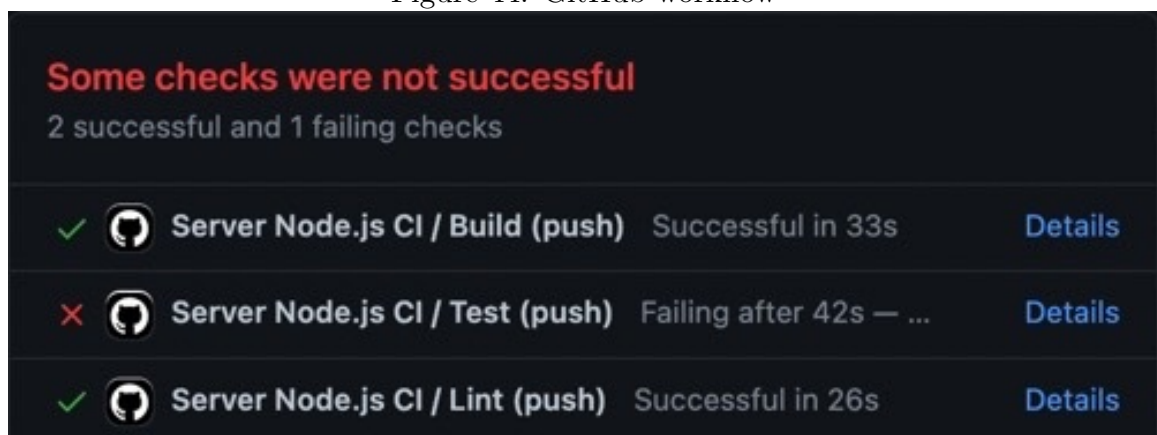 Some checks were not successful
2 successful and 1 failing checks
Server Node.js CI / Build (push) Successful in 33s Details
Server Node.js CI / Test (push) Failing after 42s — ... Details
Server Node.js CI / Lint (push) Successful in 26s Details